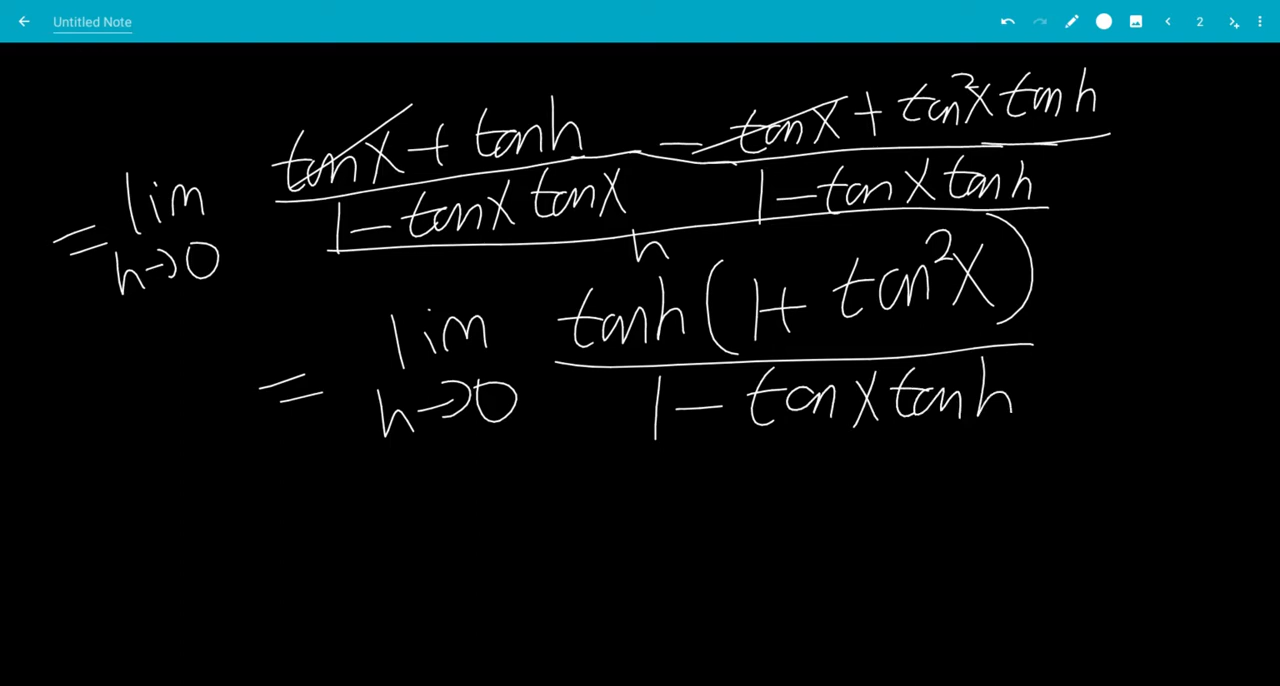 Untitled Note
2
= lim h→0 (tanx + tanh)/(1 - tanx tanx) - (tanx + tan²x tanh)/(1 - tanx tanh) / h
= lim h→0 tanh(1 + tan²x)/(1 - tanx tanh)